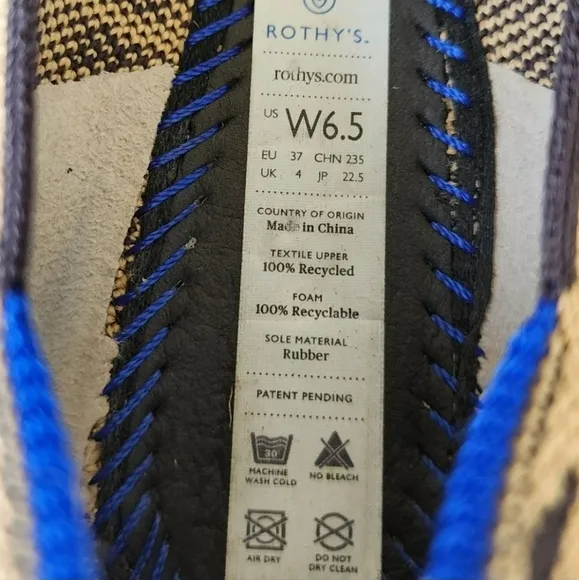 ROTHY'S.
rothys.com
US W6.5
EU 37 CHN 235
UK 4 JP 22.5
COUNTRY OF ORIGIN
Made in China
TEXTILE UPPER
100% Recycled
FOAM
100% Recyclable
SOLE MATERIAL
Rubber
PATENT PENDING
30
MACHINE
WASH COLD
NO BLEACH
AIR DRY
DO NOT
DRY CLEAN